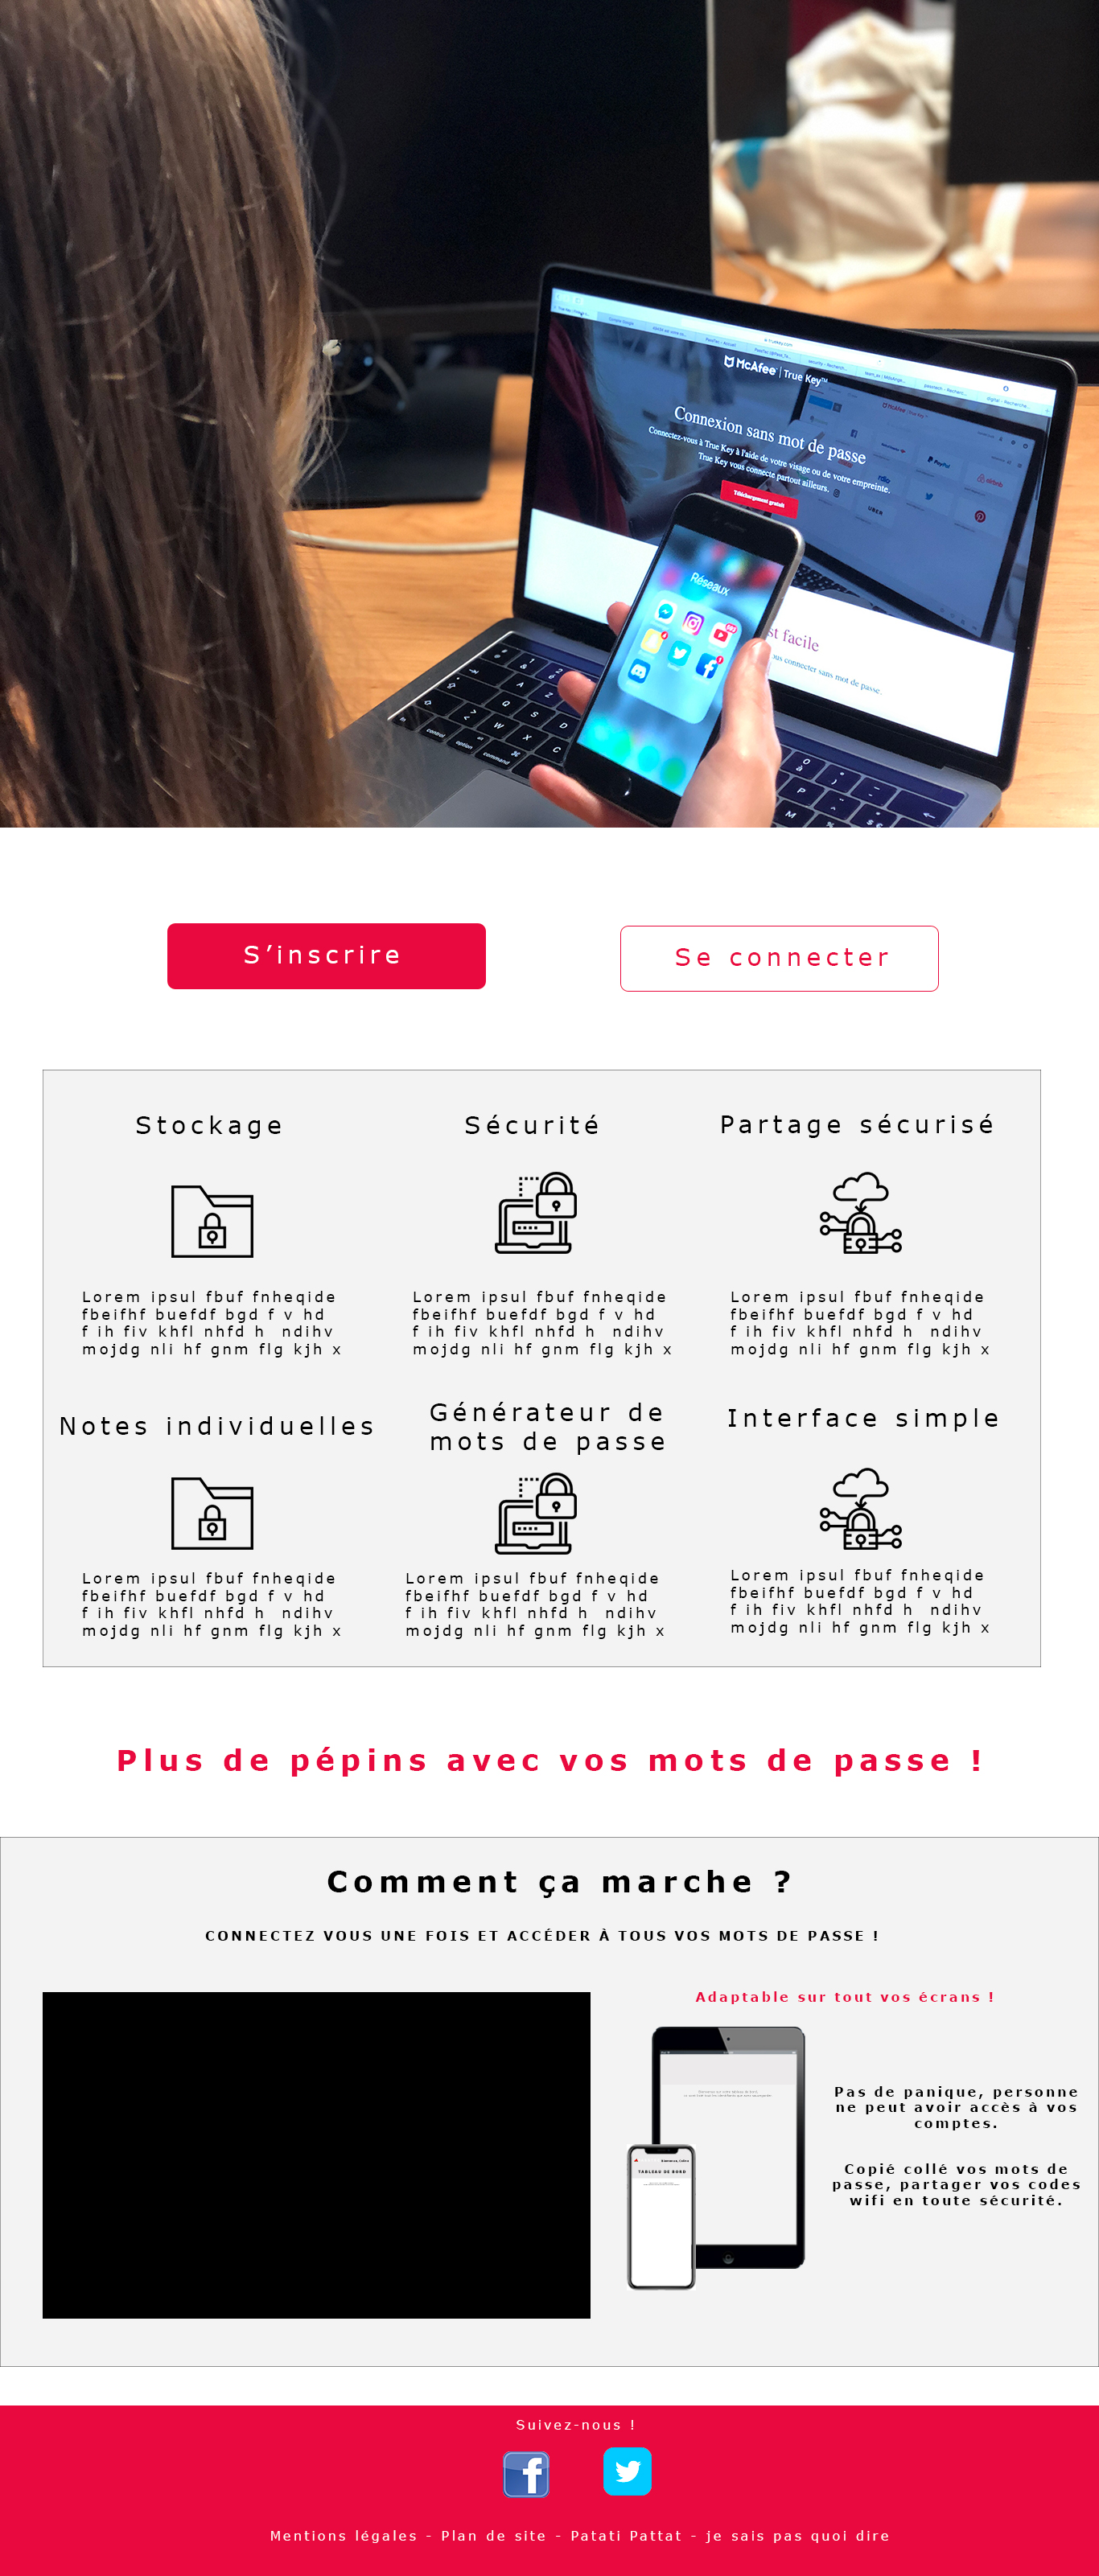 McAfee | True Key™
Connexion sans mot de passe
Connectez-vous à True Key à l'aide de votre visage ou de votre empreinte.
True Key vous connecte partout ailleurs.
Téléchargement gratuit
PayPal
airbnb
UBER
Réseaux
st facile
ous connecter sans mot de passe.
control
option
command
S'inscrire
Se connecter
Stockage
Sécurité
Partage sécurisé
Lorem ipsul fbuf fnheqide
fbeifhf buefdf bgd f v hd
f ih fiv khfl nhfd h ndihv
mojdg nli hf gnm flg kjh x
Lorem ipsul fbuf fnheqide
fbeifhf buefdf bgd f v hd
f ih fiv khfl nhfd h ndihv
mojdg nli hf gnm flg kjh x
Lorem ipsul fbuf fnheqide
fbeifhf buefdf bgd f v hd
f ih fiv khfl nhfd h ndihv
mojdg nli hf gnm flg kjh x
Notes individuelles
Générateur de
mots de passe
Interface simple
Lorem ipsul fbuf fnheqide
fbeifhf buefdf bgd f v hd
f ih fiv khfl nhfd h ndihv
mojdg nli hf gnm flg kjh x
Lorem ipsul fbuf fnheqide
fbeifhf buefdf bgd f v hd
f ih fiv khfl nhfd h ndihv
mojdg nli hf gnm flg kjh x
Lorem ipsul fbuf fnheqide
fbeifhf buefdf bgd f v hd
f ih fiv khfl nhfd h ndihv
mojdg nli hf gnm flg kjh x
Plus de pépins avec vos mots de passe !
Comment ça marche ?
CONNECTEZ VOUS UNE FOIS ET ACCÉDER À TOUS VOS MOTS DE PASSE !
Adaptable sur tout vos écrans !
TABLEAU DE BORD
Pas de panique, personne
ne peut avoir accès à vos
comptes.
Copié collé vos mots de
passe, partager vos codes
wifi en toute sécurité.
Suivez-nous !
Mentions légales - Plan de site - Patati Pattat - je sais pas quoi dire